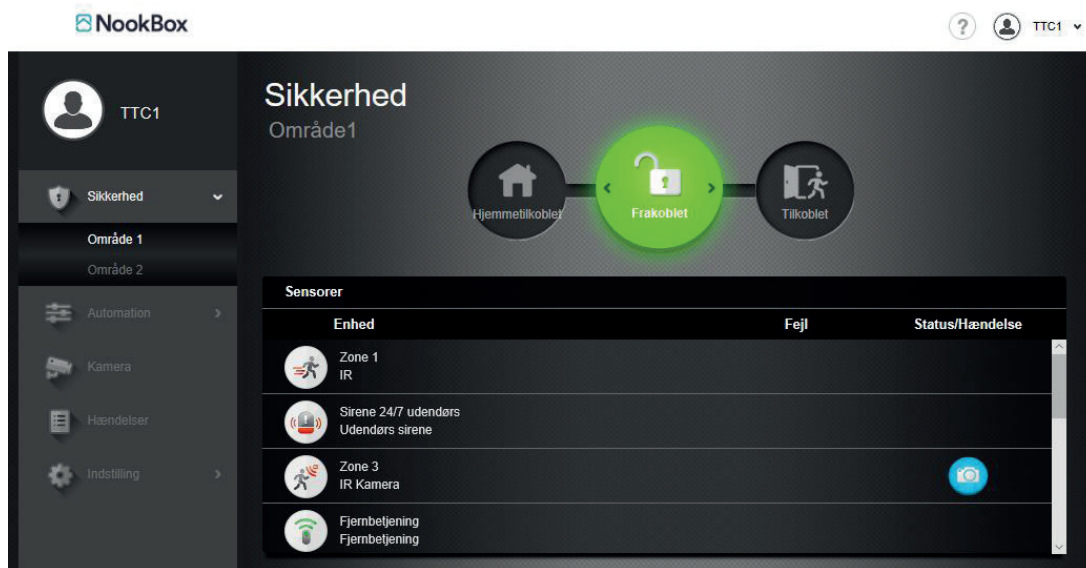 NookBox
?
TTC1
TTC1
Sikkerhed
Område 1
Område 2
Automation
Kamera
Hændelser
Indstilling
Sikkerhed
Område1
Hjemmetilkoblet
Frakoblet
Tilkoblet
Sensorer
Enhed Fejl Status/Hændelse
Zone 1
IR
Sirene 24/7 udendørs
Udendørs sirene
Zone 3
IR Kamera
Fjernbetjening
Fjernbetjening